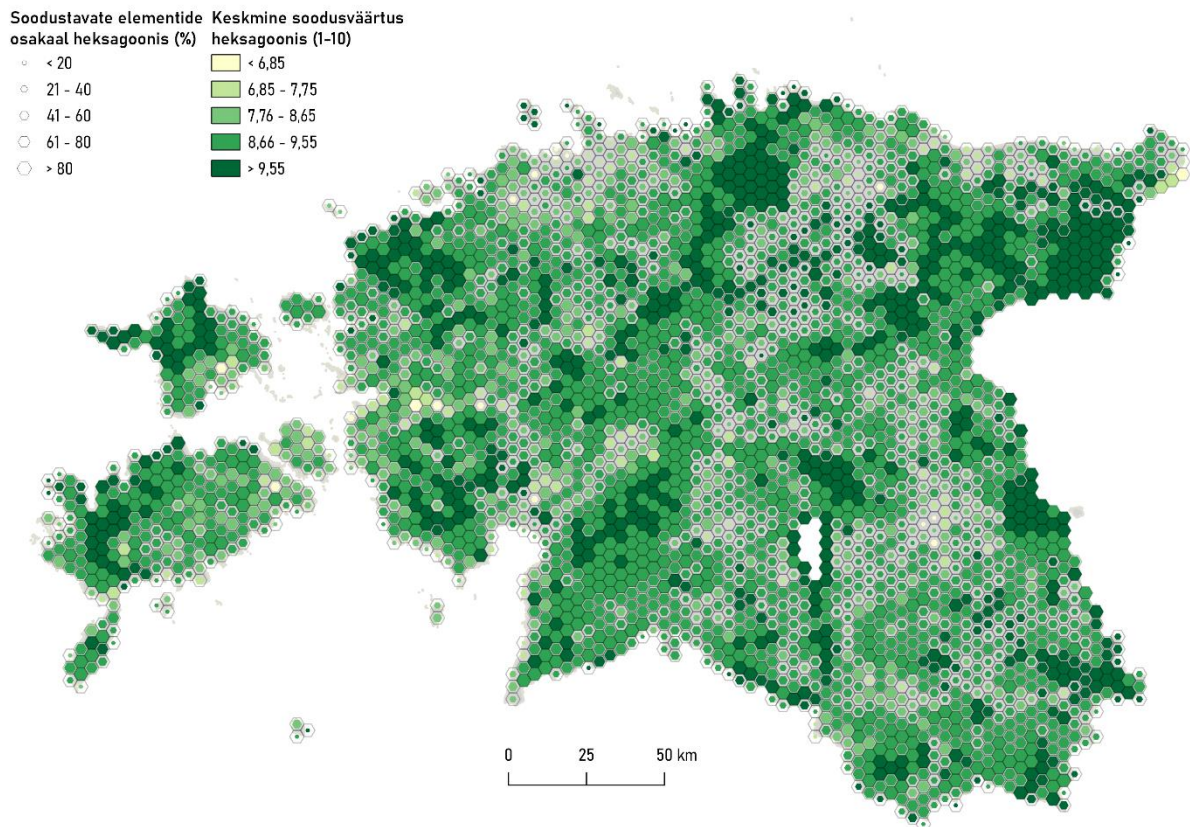 Soodustavate elementide
osakaal heksagoonis (%)
< 20
21 - 40
41 - 60
61 - 80
> 80
Keskmine soodusväärtus
heksagoonis (1-10)
< 6,85
6,85 - 7,75
7,76 - 8,65
8,66 - 9,55
> 9,55
0 25 50 km